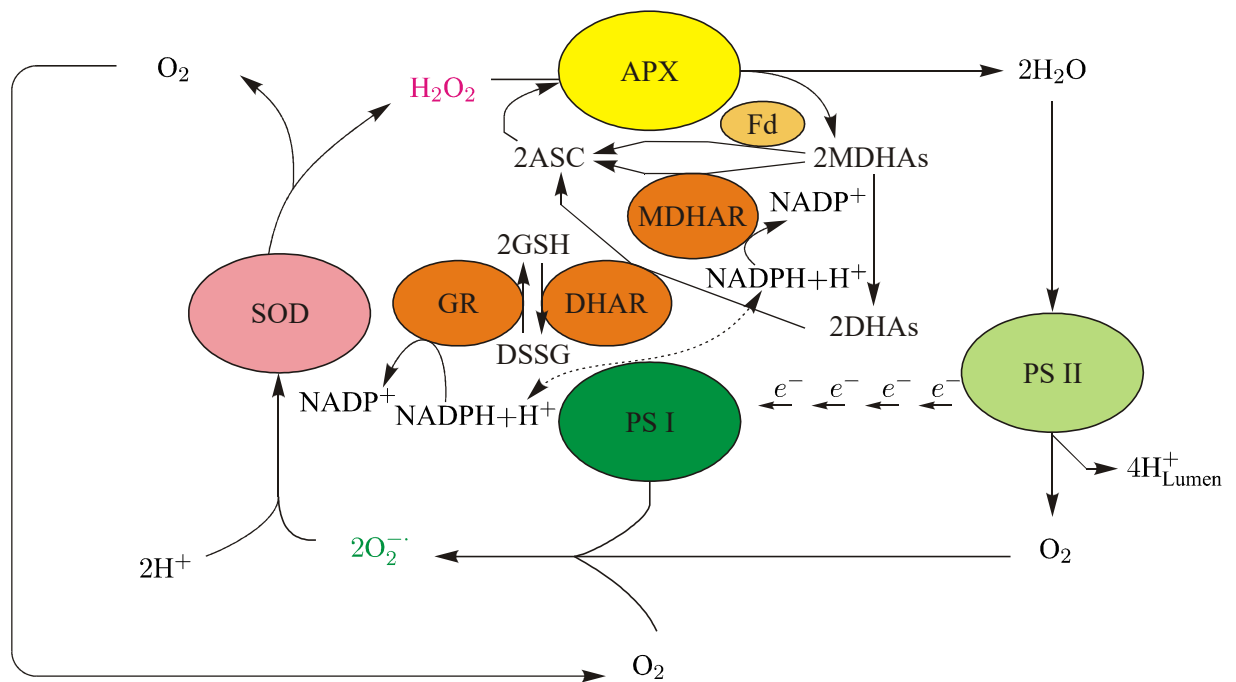 O₂
H₂O₂
APX
2H₂O
Fd
2ASC
2MDHAs
MDHAR
NADP⁺
2GSH
NADPH+H⁺
SOD
GR
DHAR
2DHAs
DSSG
PS II
e⁻ e⁻ e⁻ e⁻
NADP⁺
NADPH+H⁺
PS I
4H⁺Lumen
2H⁺
2O₂⁻·
O₂
O₂